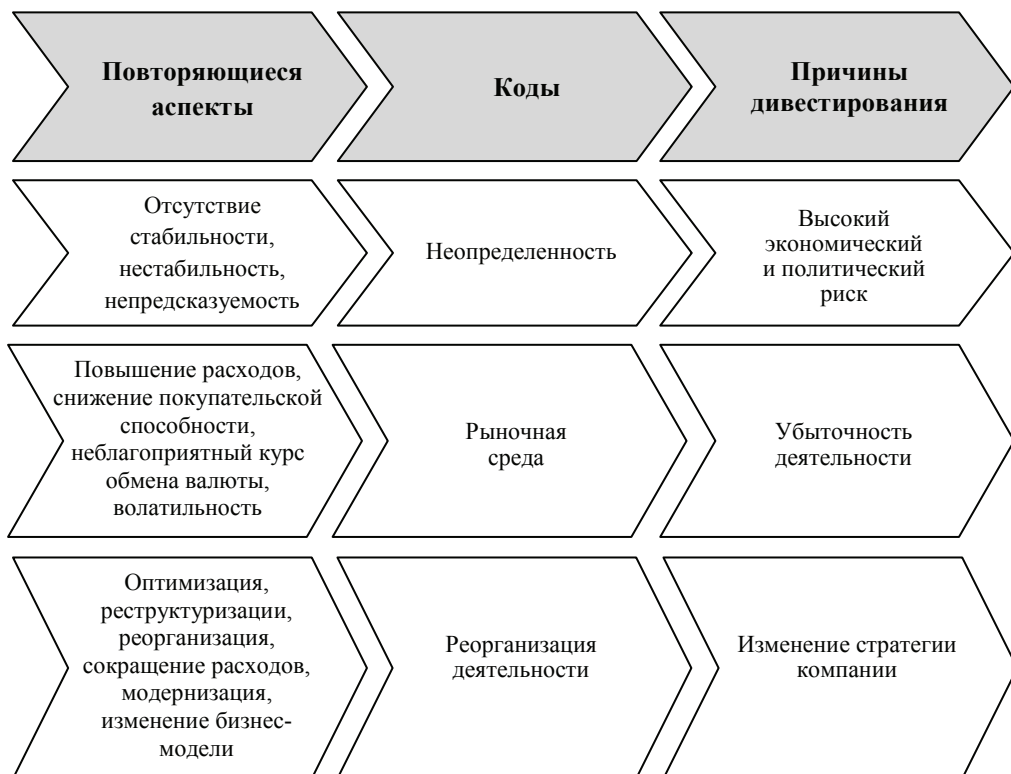 Повторяющиеся
аспекты
Коды
Причины
дивестирования
Отсутствие
стабильности,
нестабильность,
непредсказуемость
Неопределенность
Высокий
экономический
и политический
риск
Повышение расходов,
снижение покупательской
способности,
неблагоприятный курс
обмена валюты,
волатильность
Рыночная
среда
Убыточность
деятельности
Оптимизация,
реструктуризации,
реорганизация,
сокращение расходов,
модернизация,
изменение бизнес-
модели
Реорганизация
деятельности
Изменение стратегии
компании